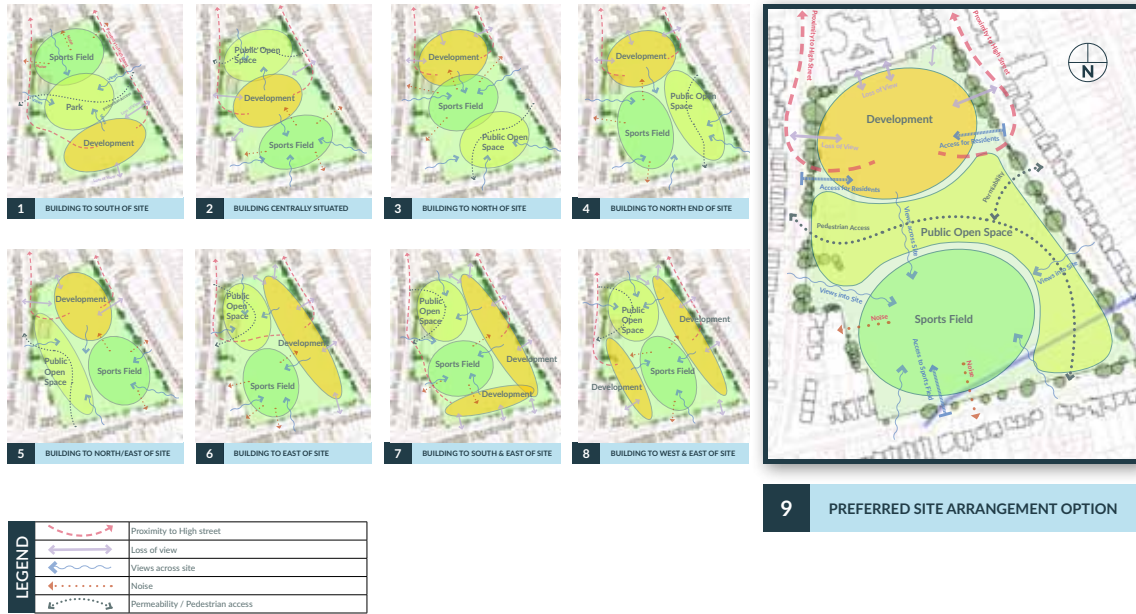 Sports Field
Park
Development
1 BUILDING TO SOUTH OF SITE
Public Open
Space
Development
Sports Field
2 BUILDING CENTRALLY SITUATED
Development
Sports Field
Public Open
Space
3 BUILDING TO NORTH OF SITE
Development
Public Open
Space
Sports Field
4 BUILDING TO NORTH END OF SITE
Development
Public
Open
Space
Sports Field
5 BUILDING TO NORTH/EAST OF SITE
Public
Open
Space
Development
Sports Field
6 BUILDING TO EAST OF SITE
Public
Open
Space
Sports Field
Development
Development
7 BUILDING TO SOUTH & EAST OF SITE
Public
Open
Space
Development
Sports Field
Development
8 BUILDING TO WEST & EAST OF SITE
Proximity to High Street
Proximity to High Street
N
Loss of View
Development
Loss of View
Access for Residents
Access for Residents
Permeability
Pedestrian Access
Views across Site
Public Open Space
Views into Site
Views into Site
Noise
Sports Field
Access to Sports Field
Noise
9 PREFERRED SITE ARRANGEMENT OPTION
LEGEND
Proximity to High street
Loss of view
Views across site
Noise
Permeability / Pedestrian access